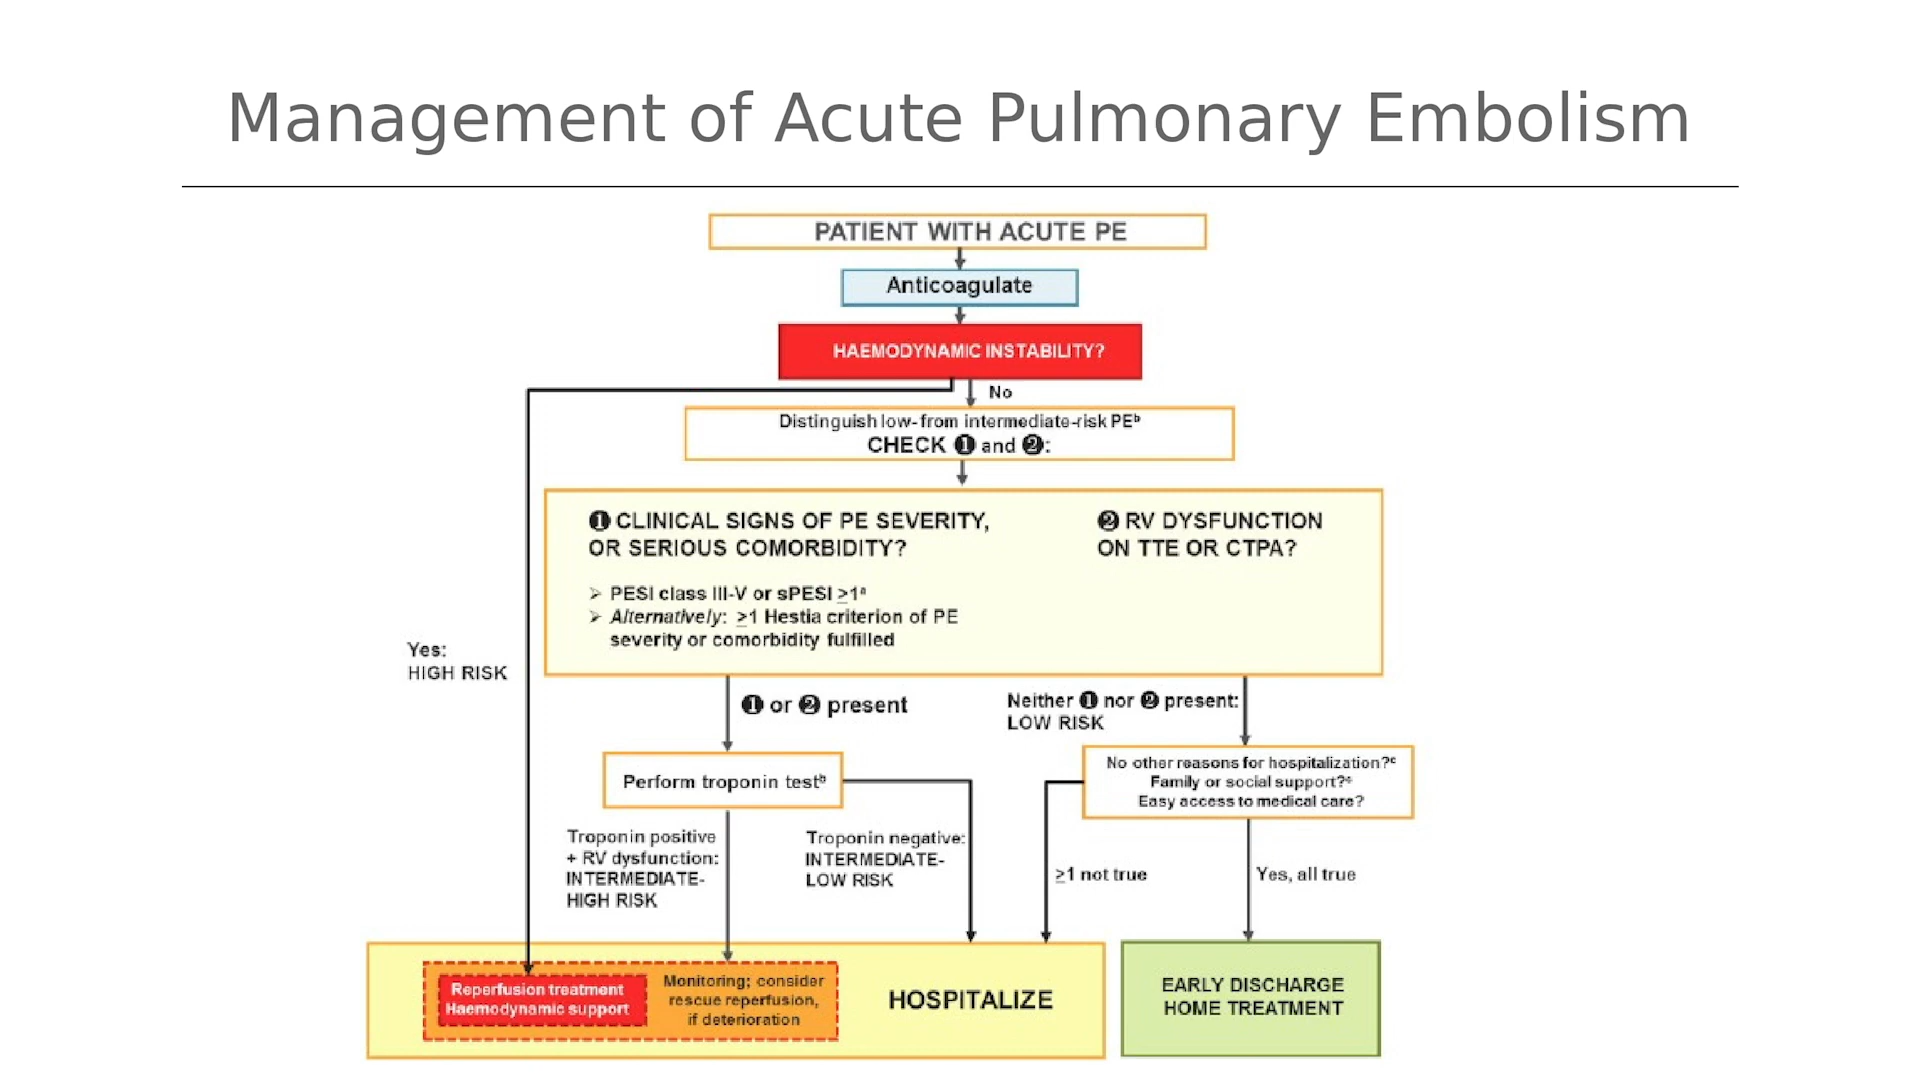 Management of Acute Pulmonary Embolism
PATIENT WITH ACUTE PE
Anticoagulate
HAEMODYNAMIC INSTABILITY?
No
Distinguish low- from intermediate-risk PEᵇ
CHECK ❶ and ❷:
❶ CLINICAL SIGNS OF PE SEVERITY,
OR SERIOUS COMORBIDITY?
➢ PESI class III-V or sPESI ≥1ᵃ
➢ Alternatively: ≥1 Hestia criterion of PE
severity or comorbidity fulfilled
❷ RV DYSFUNCTION
ON TTE OR CTPA?
Yes:
HIGH RISK
❶ or ❷ present
Neither ❶ nor ❷ present:
LOW RISK
Perform troponin testᵇ
No other reasons for hospitalization?ᶜ
Family or social support?ᶜ
Easy access to medical care?
Troponin positive
+ RV dysfunction:
INTERMEDIATE-
HIGH RISK
Troponin negative:
INTERMEDIATE-
LOW RISK
≥1 not true
Yes, all true
Reperfusion treatment
Haemodynamic support
Monitoring; consider
rescue reperfusion,
if deterioration
HOSPITALIZE
EARLY DISCHARGE
HOME TREATMENT